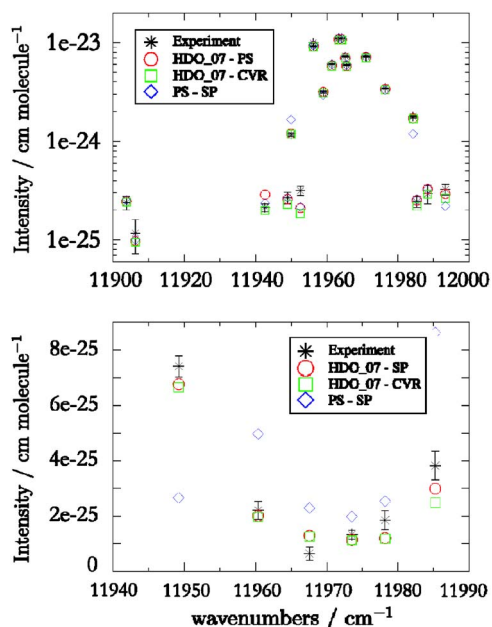 Intensity / cm molecule⁻¹
1e-23
1e-24
1e-25
Experiment
HDO_07 - PS
HDO_07 - CVR
PS - SP
11900 11920 11940 11960 11980 12000
Intensity / cm molecule⁻¹
8e-25
6e-25
4e-25
2e-25
0
Experiment
HDO_07 - SP
HDO_07 - CVR
PS - SP
11940 11950 11960 11970 11980 11990
wavenumbers / cm⁻¹